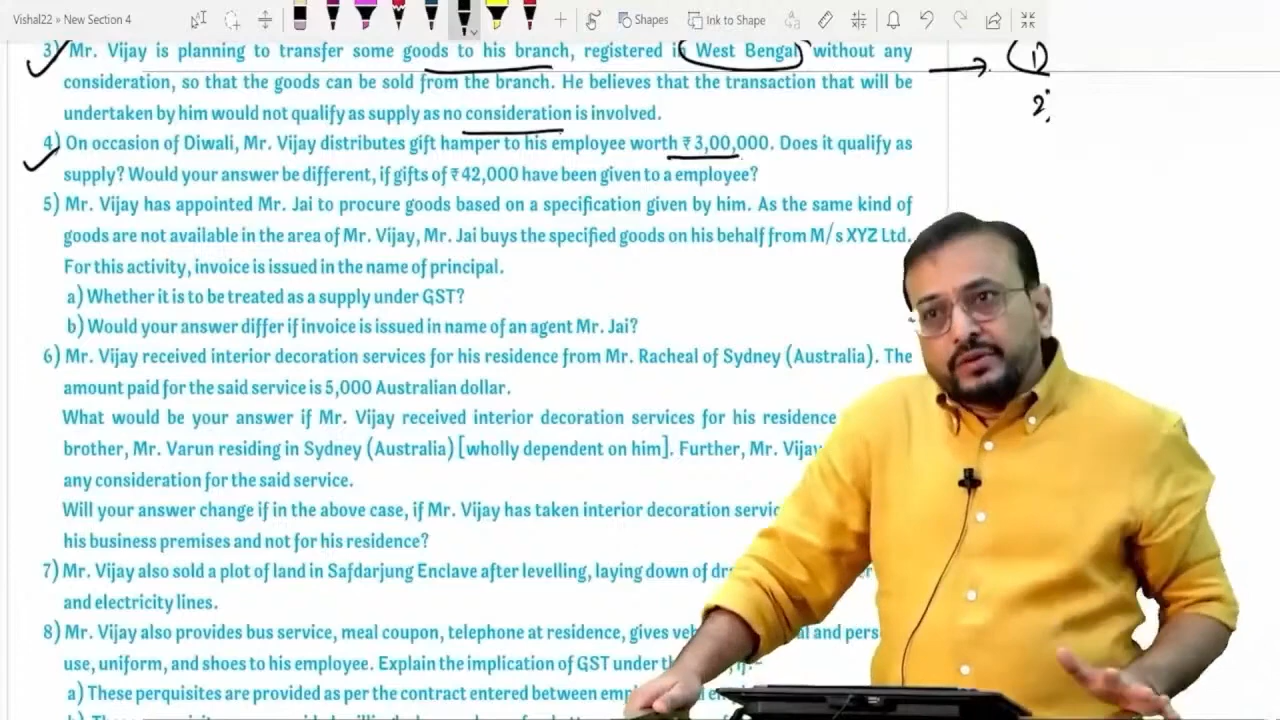 Vishal22 » New Section 4
Shapes
Ink to Shape
3) Mr. Vijay is planning to transfer some goods to his branch, registered in West Bengal without any
consideration, so that the goods can be sold from the branch. He believes that the transaction that will be
undertaken by him would not qualify as supply as no consideration is involved.
1)
2)
4) On occasion of Diwali, Mr. Vijay distributes gift hamper to his employee worth ₹ 3,00,000. Does it qualify as
supply? Would your answer be different, if gifts of ₹ 42,000 have been given to a employee?
5) Mr. Vijay has appointed Mr. Jai to procure goods based on a specification given by him. As the same kind of
goods are not available in the area of Mr. Vijay, Mr. Jai buys the specified goods on his behalf from M/s XYZ Ltd.
For this activity, invoice is issued in the name of principal.
a) Whether it is to be treated as a supply under GST?
b) Would your answer differ if invoice is issued in name of an agent Mr. Jai?
6) Mr. Vijay received interior decoration services for his residence from Mr. Racheal of Sydney (Australia). The
amount paid for the said service is 5,000 Australian dollar.
What would be your answer if Mr. Vijay received interior decoration services for his residence
brother, Mr. Varun residing in Sydney (Australia) [wholly dependent on him]. Further, Mr. Vijay
any consideration for the said service.
Will your answer change if in the above case, if Mr. Vijay has taken interior decoration
his business premises and not for his residence?
7) Mr. Vijay also sold a plot of land in Safdarjung Enclave after levelling, laying down of
and electricity lines.
8) Mr. Vijay also provides bus service, meal coupon, telephone at residence, gives and
use, uniform, and shoes to his employee. Explain the implication of GST under
a) These perquisites are provided as per the contract entered between